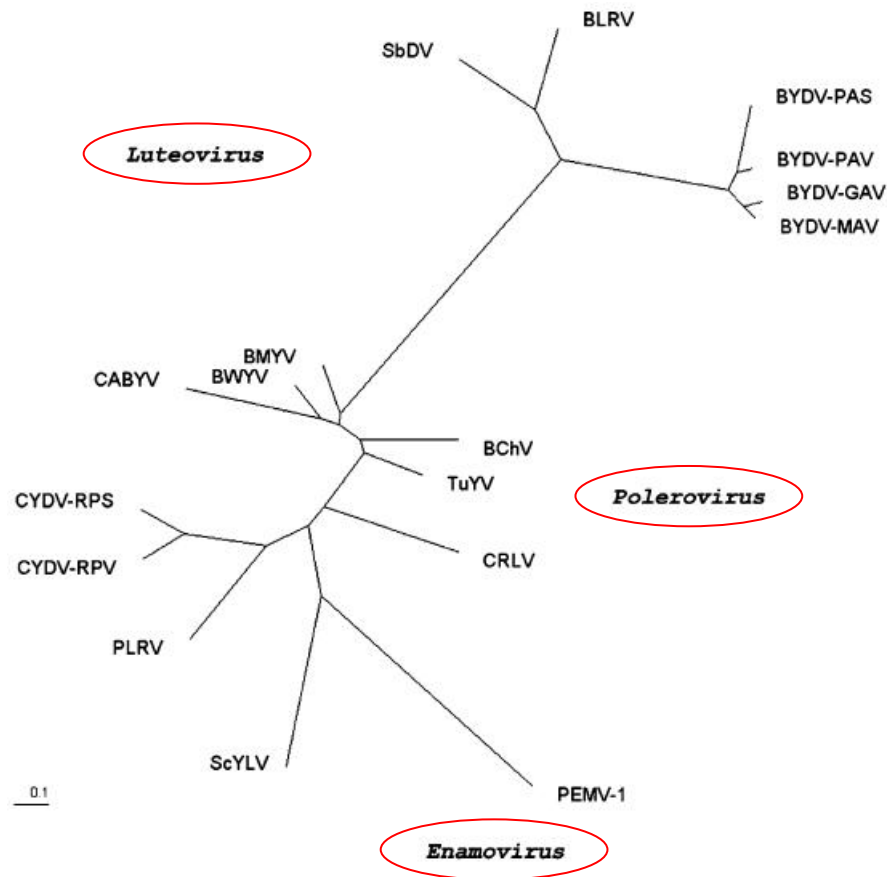 BLRV
SbDV
BYDV-PAS
Luteovirus
BYDV-PAV
BYDV-GAV
BYDV-MAV
BMYV
CABYV
BWYV
BChV
TuYV
CYDV-RPS
Polerovirus
CRLV
CYDV-RPV
PLRV
ScYLV
0.1
PEMV-1
Enamovirus